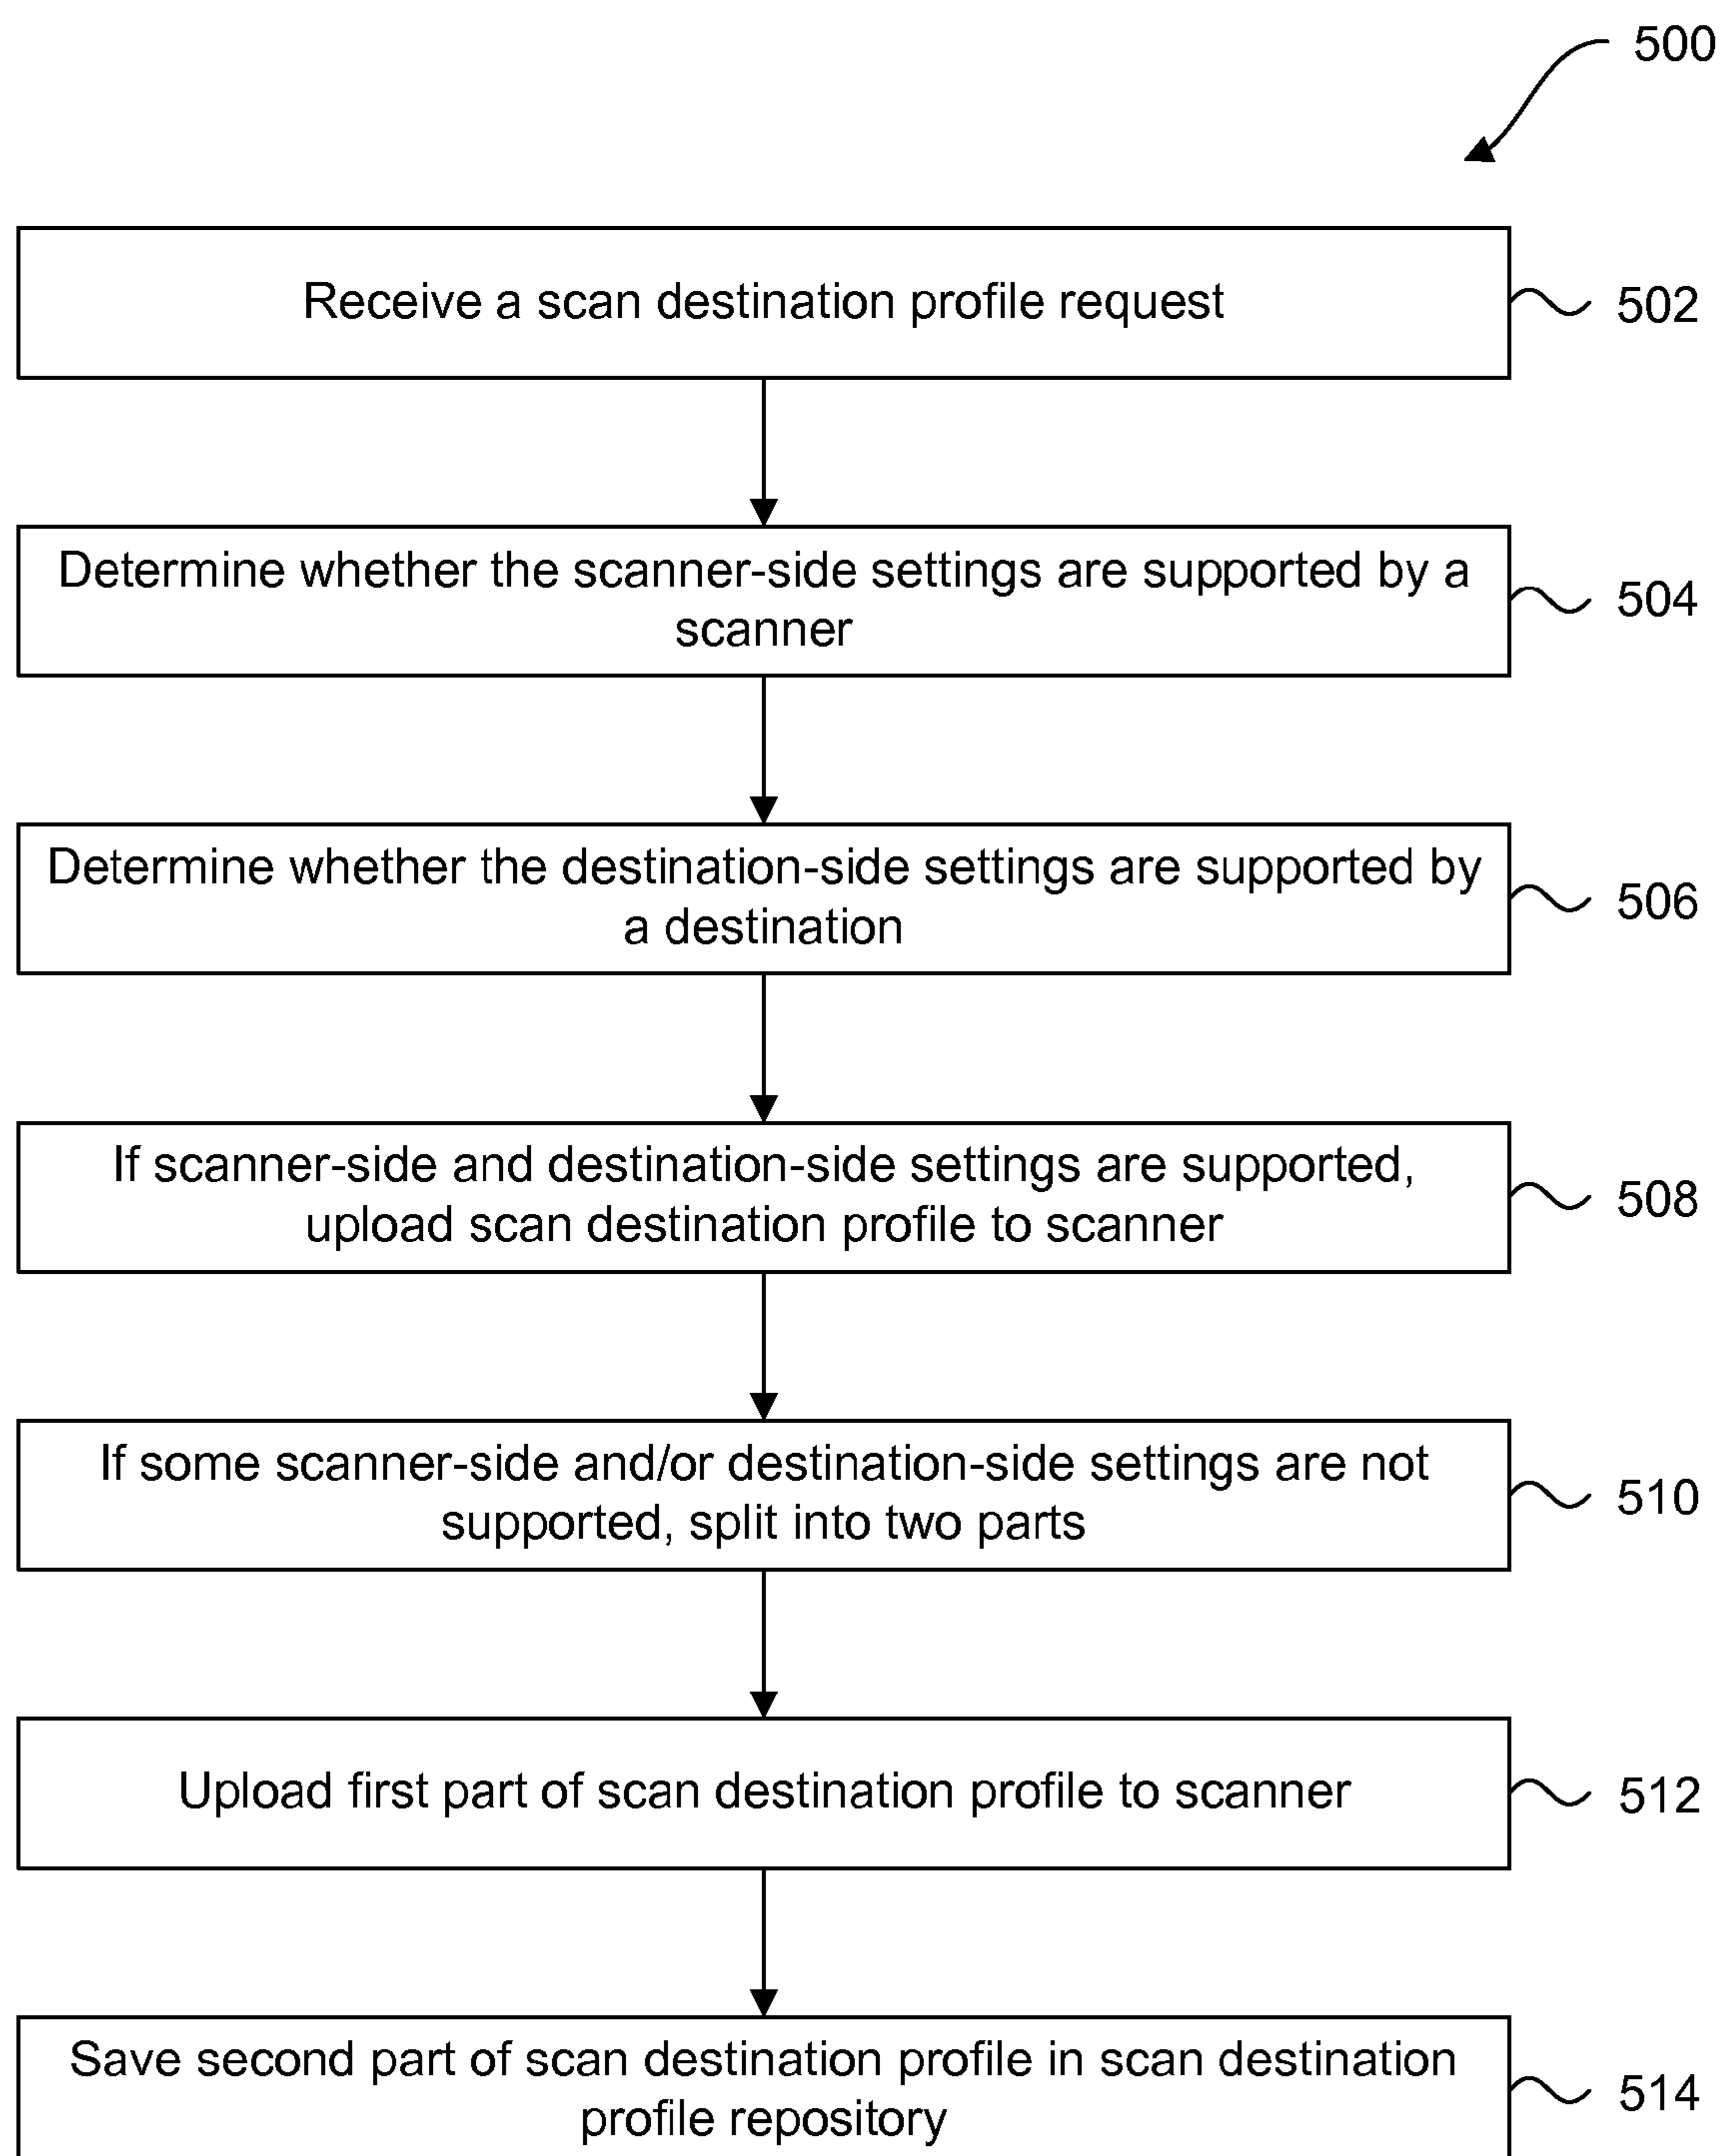 500
Receive a scan destination profile request
502
Determine whether the scanner-side settings are supported by a
scanner
504
Determine whether the destination-side settings are supported by
a destination
506
If scanner-side and destination-side settings are supported,
upload scan destination profile to scanner
508
If some scanner-side and/or destination-side settings are not
supported, split into two parts
510
Upload first part of scan destination profile to scanner
512
Save second part of scan destination profile in scan destination
profile repository
514